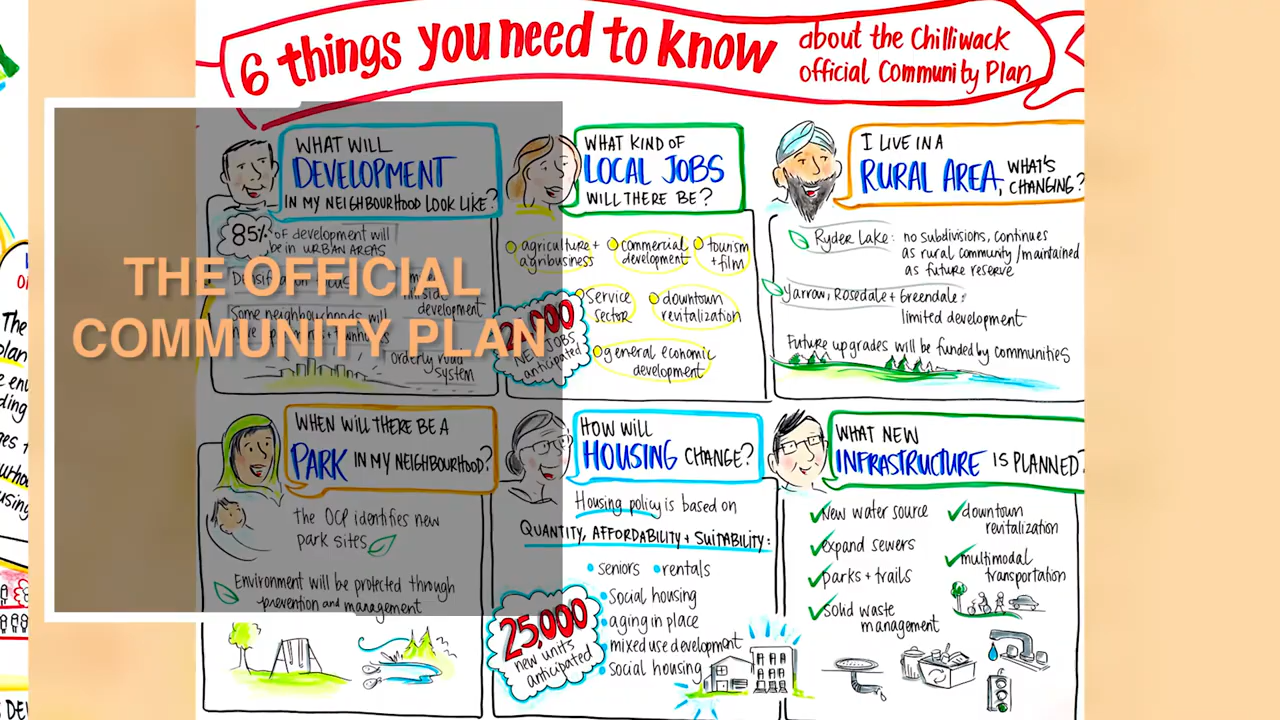 6 things you need to know
about the Chilliwack
official Community Plan
THE OFFICIAL
COMMUNITY PLAN
WHAT WILL
DEVELOPMENT
IN MY NEIGHBOURHOOD LOOK LIKE?
85% of development will
be in URBAN AREAS
hillside
development
Some neighbourhoods will
orderly road
system
WHAT KIND OF
LOCAL JOBS
WILL THERE BE?
agriculture +
agribusiness
commercial
development
tourism
+ film
Service
sector
downtown
revitalization
general economic
development
NEW JOBS
anticipated
I LIVE IN A
RURAL AREA, WHAT'S
CHANGING?
Ryder Lake: no subdivisions, continues
as rural community / maintained
as future reserve
Yarrow, Rosedale + Greendale:
limited development
Future upgrades will be funded by communities
WHEN WILL THERE BE A
PARK IN MY NEIGHBOURHOOD?
the OCP identifies new
park sites
Environment will be protected through
prevention and management
HOW WILL
HOUSING CHANGE?
Housing policy is based on
QUANTITY, AFFORDABILITY + SUITABILITY:
seniors
rentals
social housing
aging in place
mixed use development
social housing
25,000
new units
anticipated
WHAT NEW
INFRASTRUCTURE IS PLANNED?
New water source
expand sewers
parks + trails
solid waste
management
downtown
revitalization
multimodal
transportation
The
plan